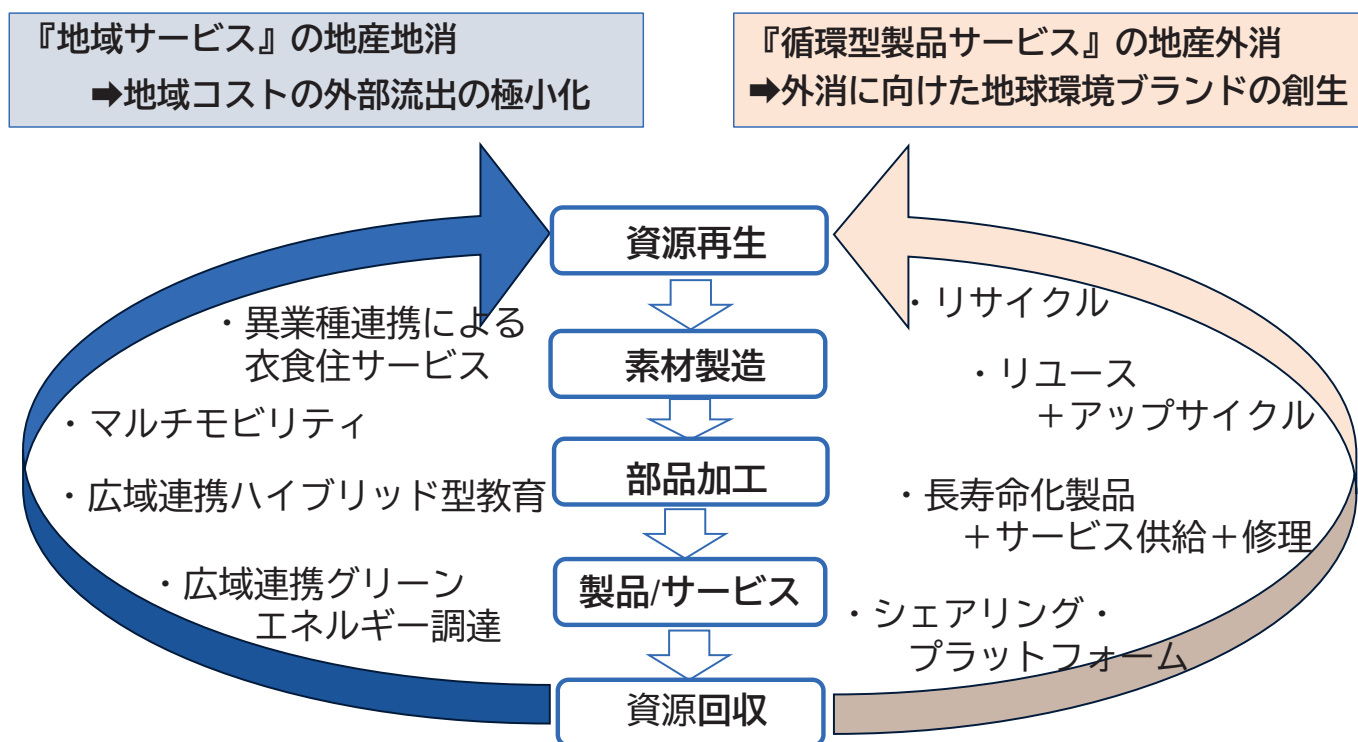 『地域サービス』の地産地消
➡地域コストの外部流出の極小化
『循環型製品サービス』の地産外消
➡外消に向けた地球環境ブランドの創生
資源再生
素材製造
部品加工
製品/サービス
資源回収
・異業種連携による
衣食住サービス
・マルチモビリティ
・広域連携ハイブリッド型教育
・広域連携グリーン
エネルギー調達
・リサイクル
・リユース
＋アップサイクル
・長寿命化製品
＋サービス供給＋修理
・シェアリング・
プラットフォーム